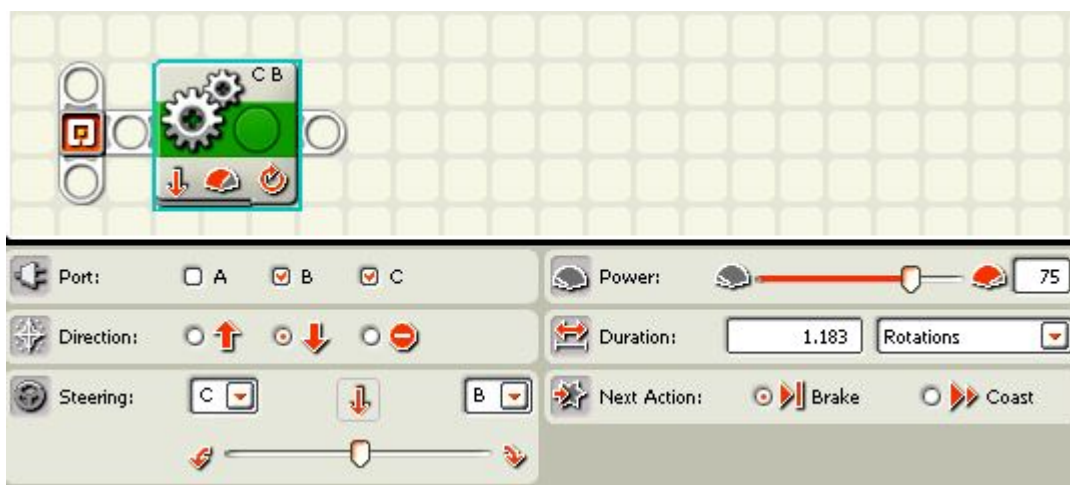 C B
Port: A B C
Power: 75
Direction:
Duration: 1.183 Rotations
Steering: C B
Next Action: Brake Coast